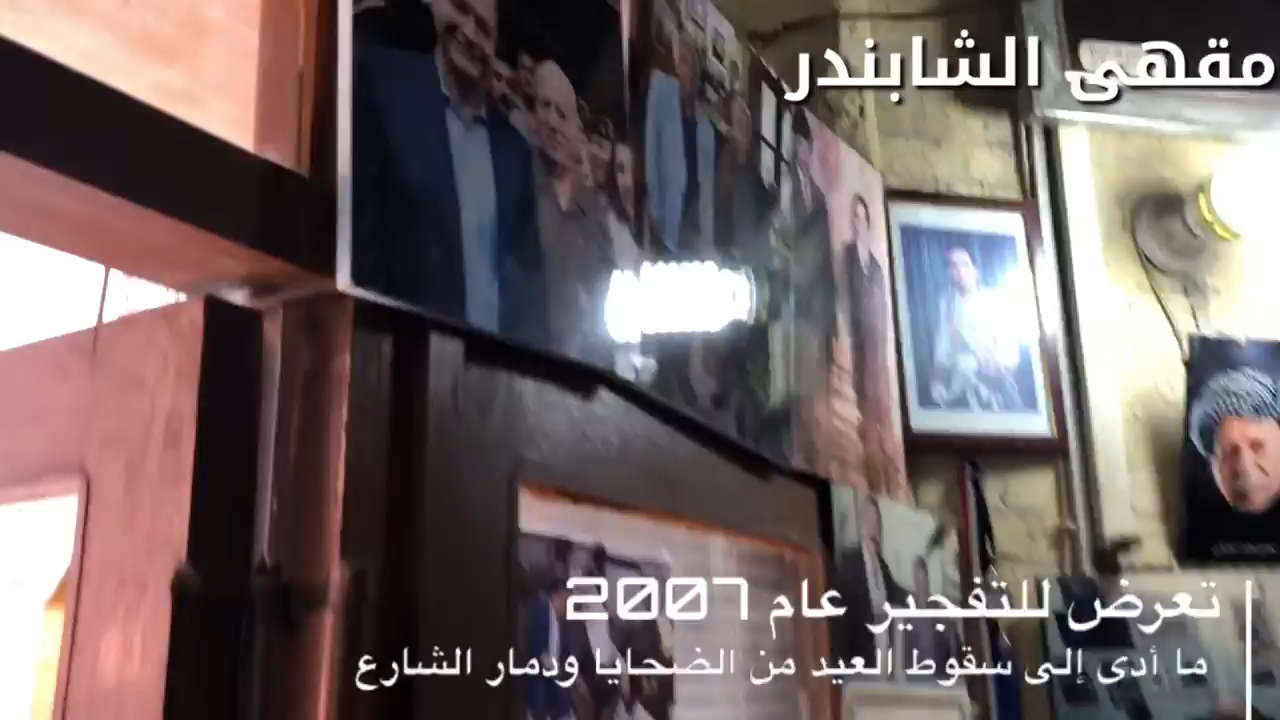 مقهى الشابندر
تعرض للتفجير عام 2007
ما أدى إلى سقوط العيد من الضحايا ودمار الشارع